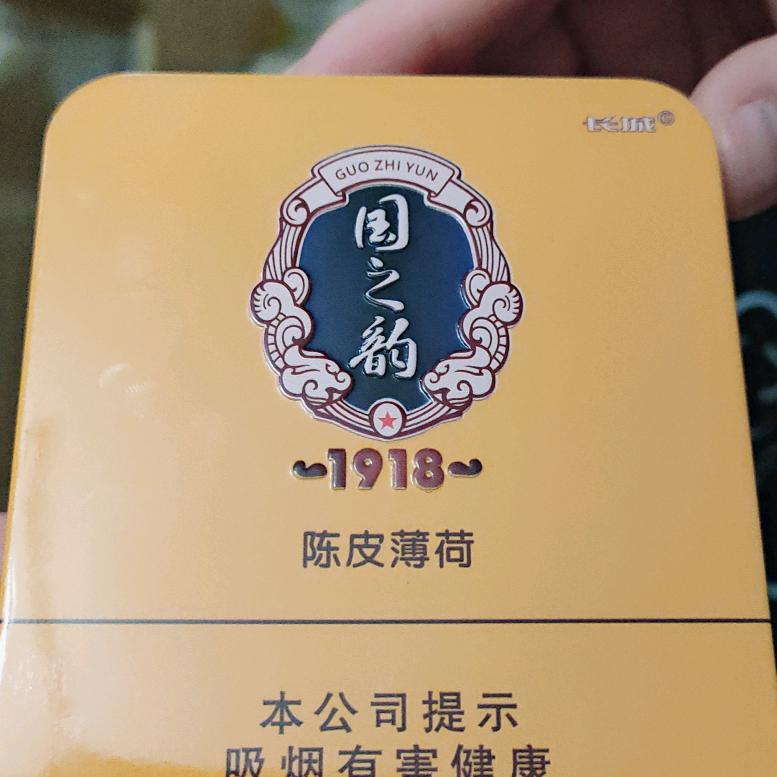 长城©
GUO ZHI YUN
国之韵
1918
陈皮薄荷
本公司提示
吸烟有害健康